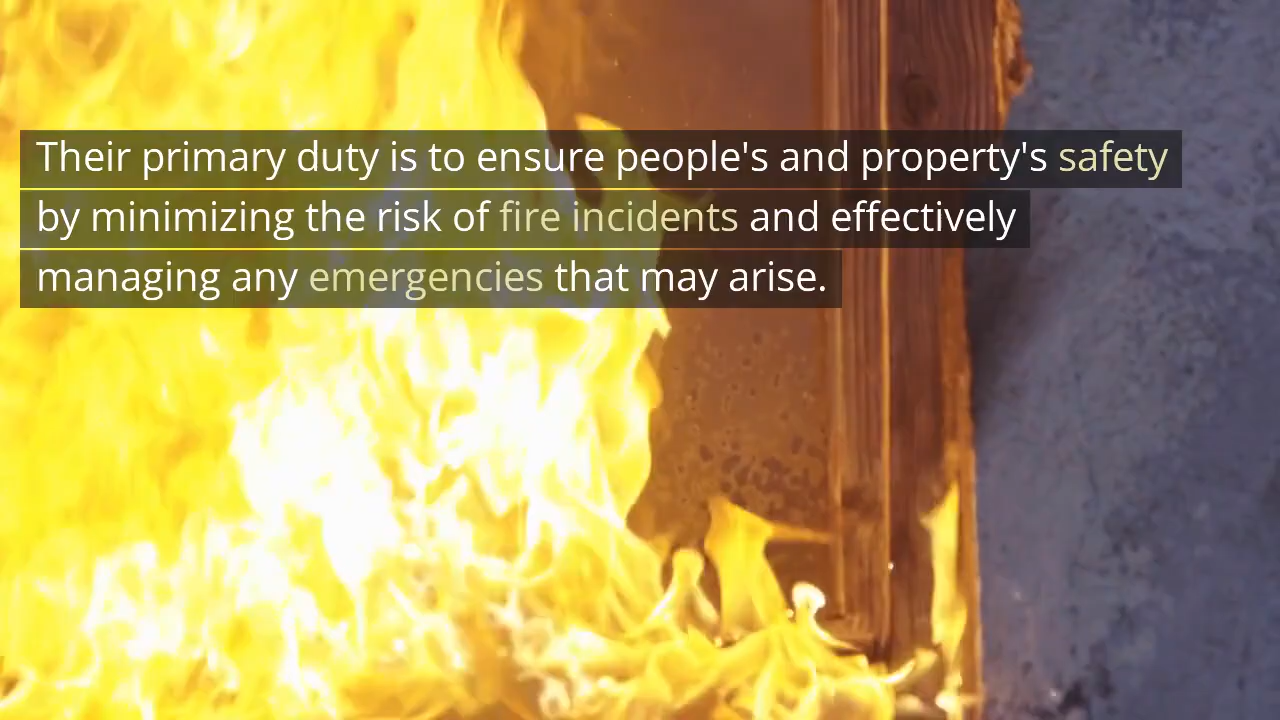 Their primary duty is to ensure people's and property's safety
by minimizing the risk of fire incidents and effectively
managing any emergencies that may arise.